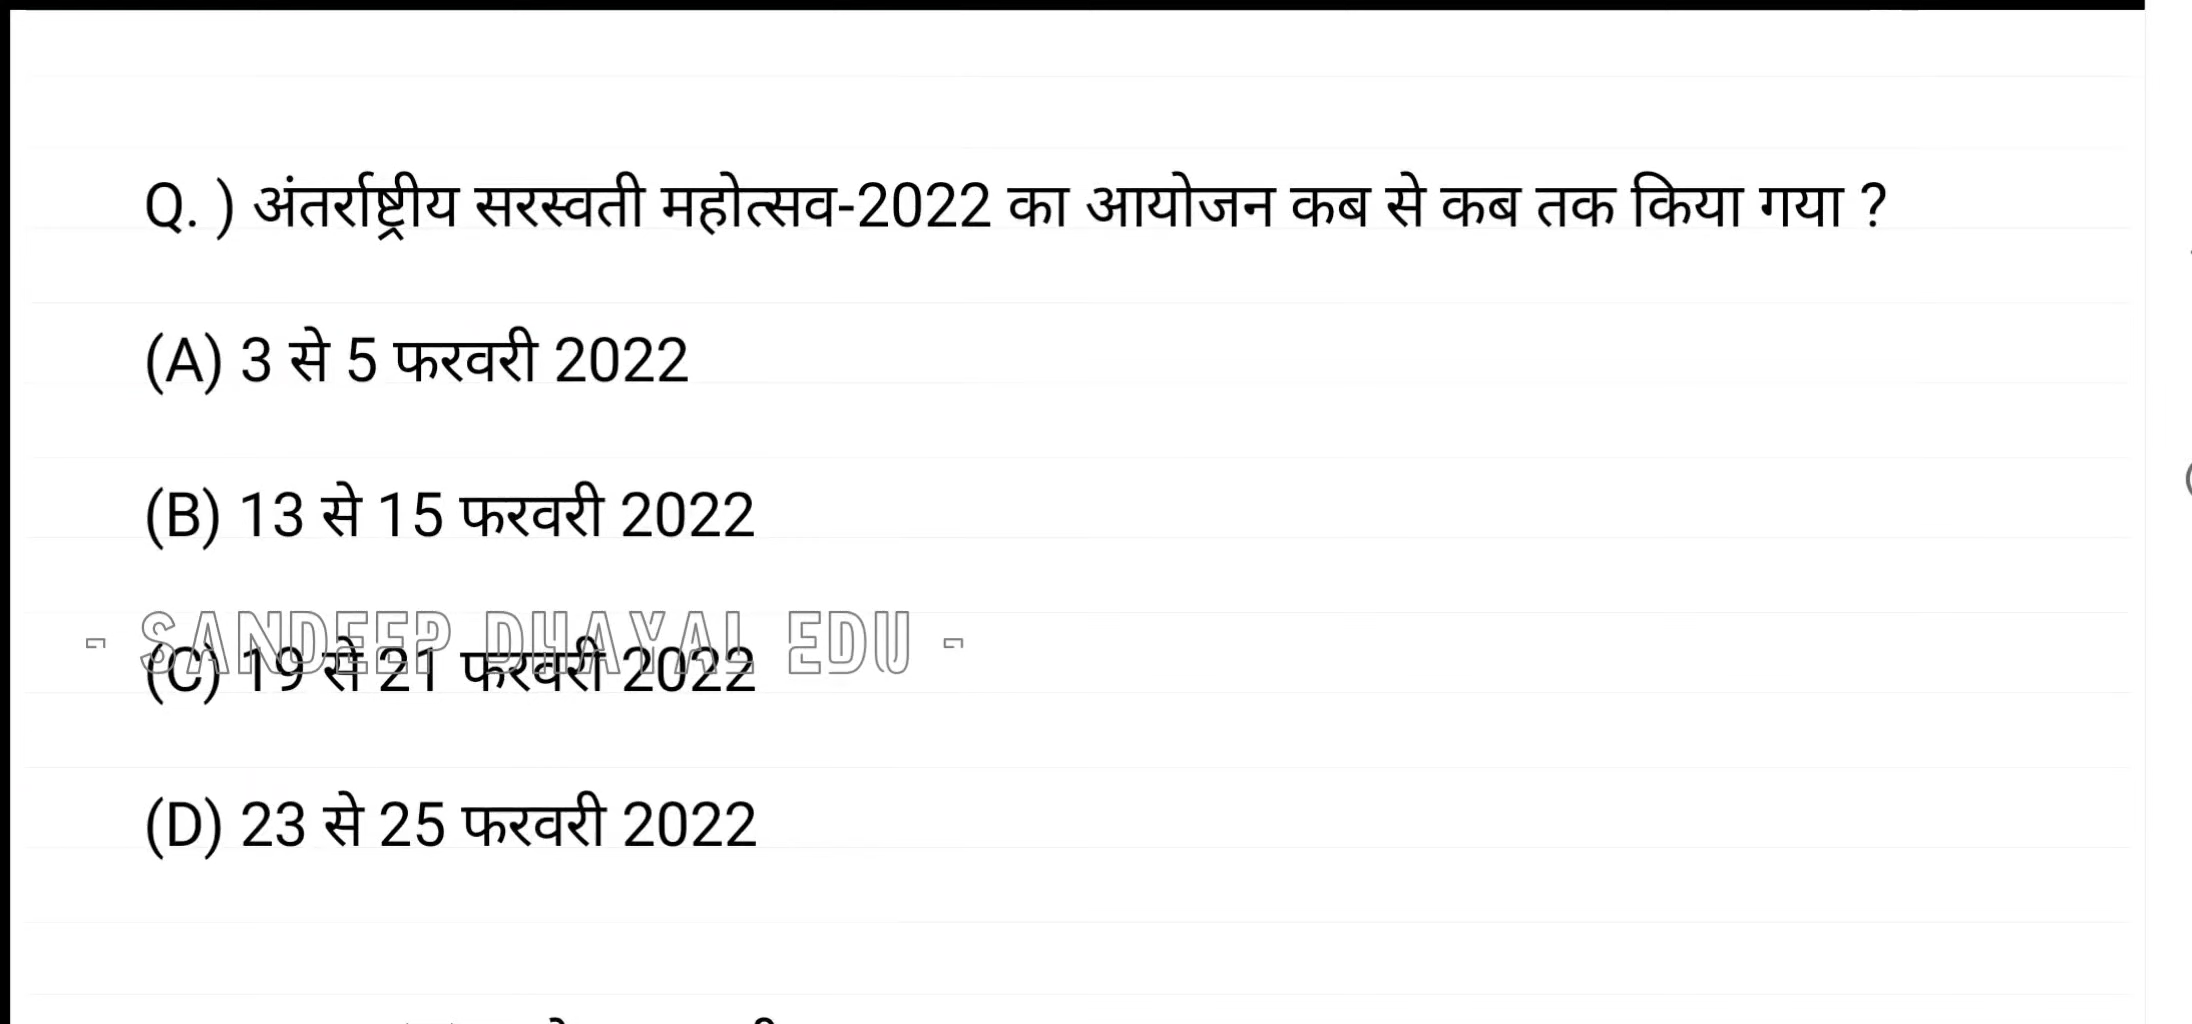 Q. ) अंतर्राष्ट्रीय सरस्वती महोत्सव-2022 का आयोजन कब से कब तक किया गया ?
(A) 3 से 5 फरवरी 2022
(B) 13 से 15 फरवरी 2022
- SANDEEP DHAYAL EDU -
(C) 19 से 21 फरवरी 2022
(D) 23 से 25 फरवरी 2022